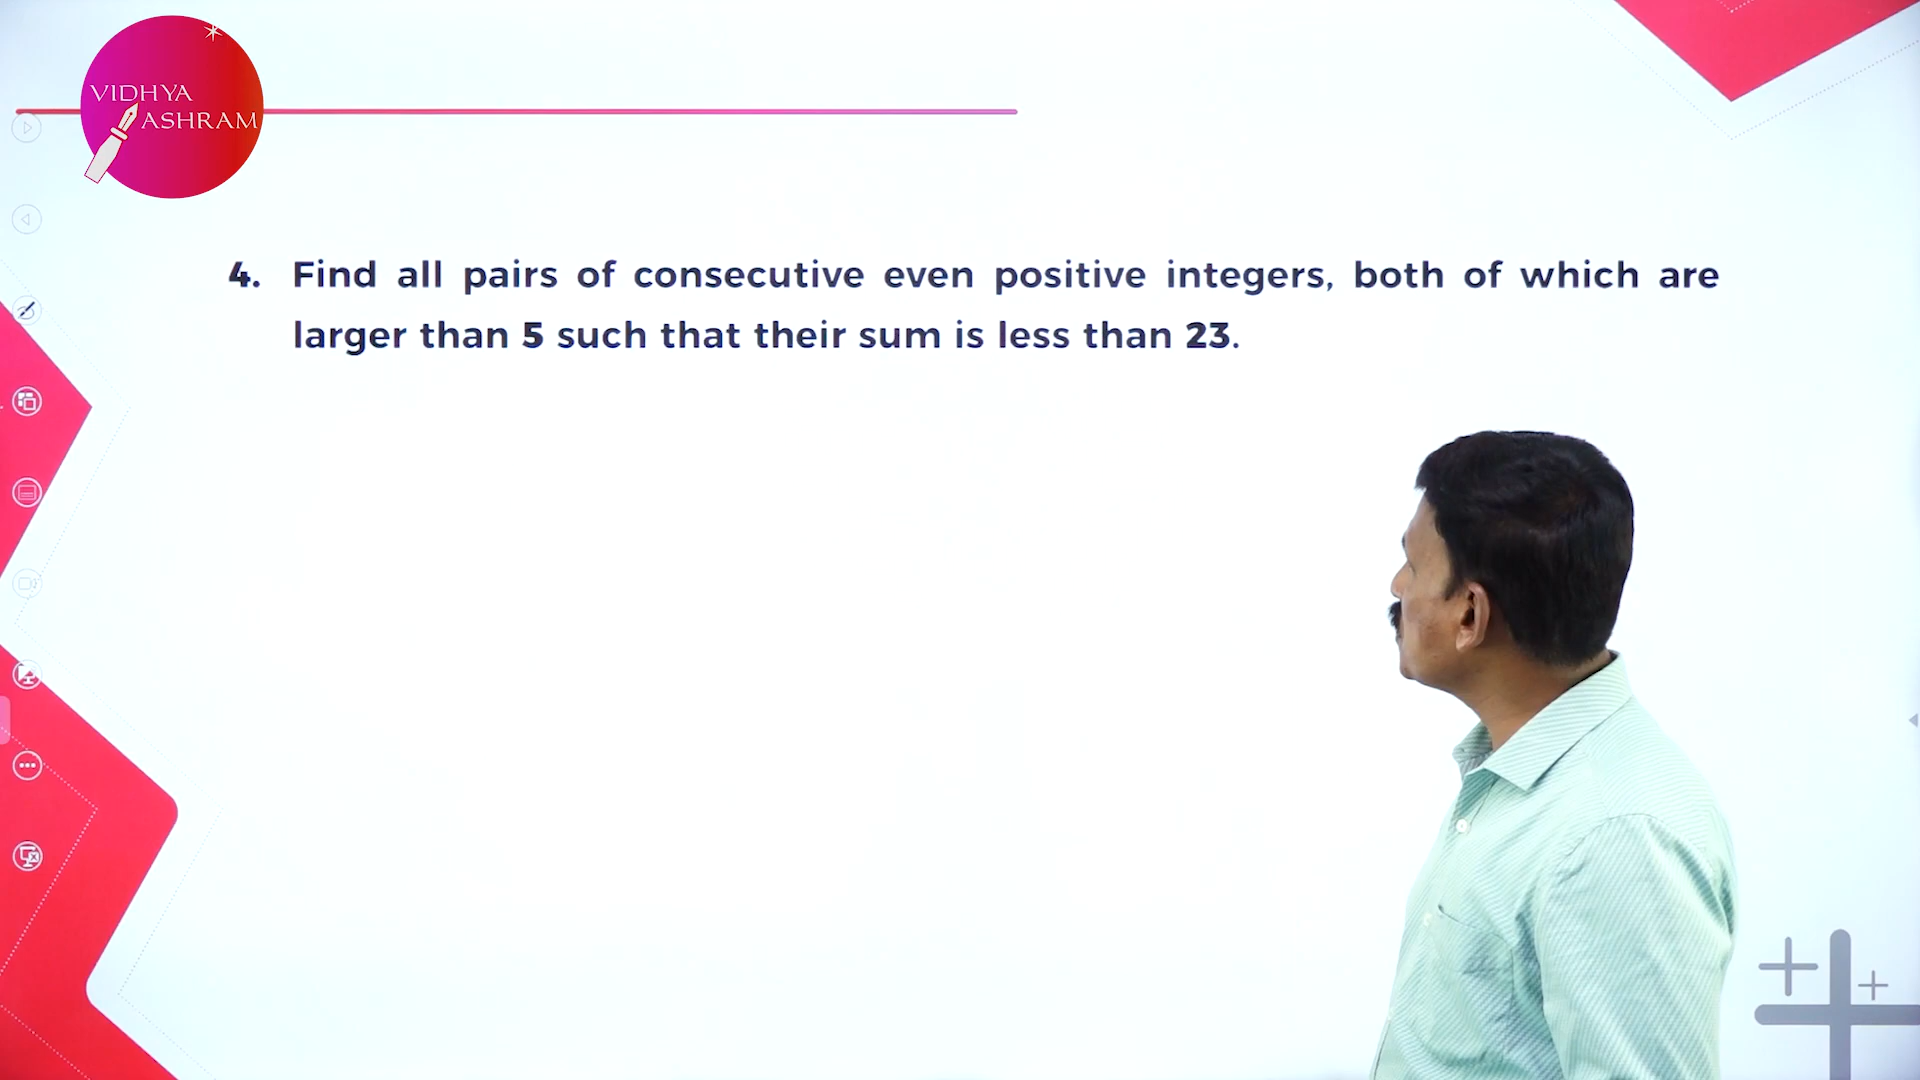 VIDHYA
ASHRAM
4. Find all pairs of consecutive even positive integers, both of which are
larger than 5 such that their sum is less than 23.